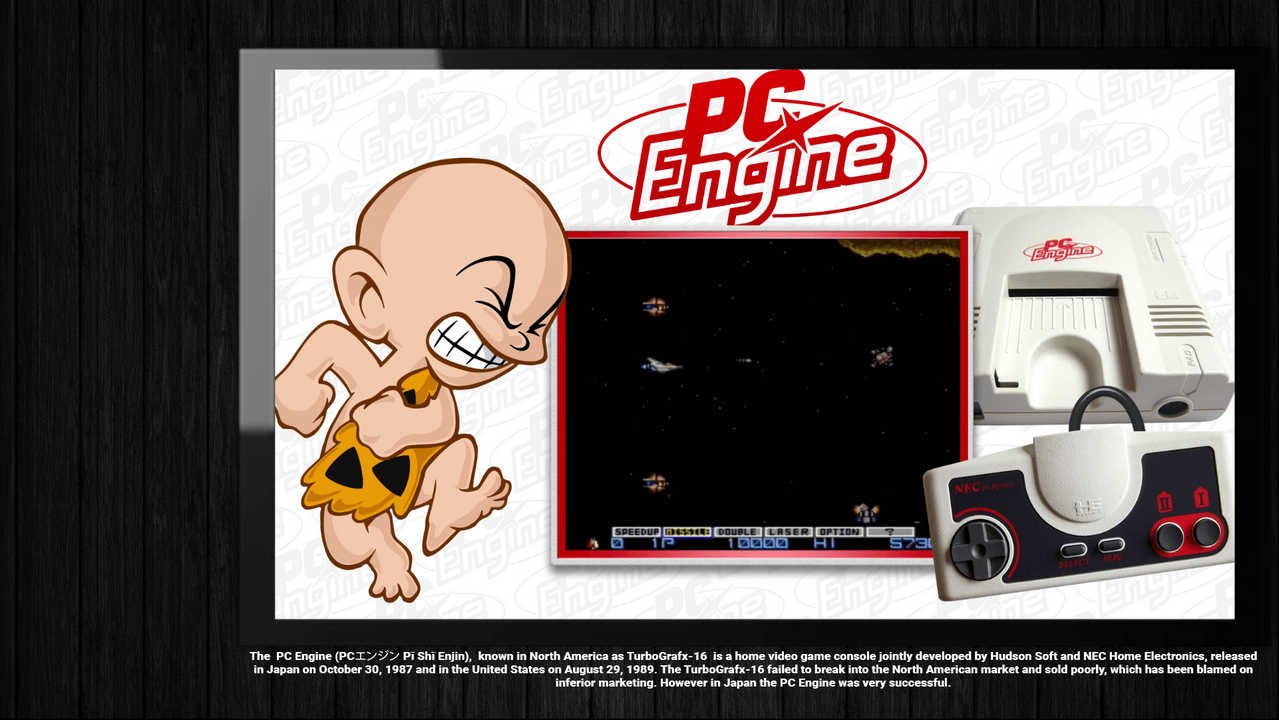 PC
Engine
PC
Engine
SPEEDUP MISSILE DOUBLE LASER OPTION ?
0 1P 10000 HI 5730
NEC
II I
SELECT RUN
The PC Engine (PCエンジン Pī Shī Enjin), known in North America as TurboGrafx-16 is a home video game console jointly developed by Hudson Soft and NEC Home Electronics, released
in Japan on October 30, 1987 and in the United States on August 29, 1989. The TurboGrafx-16 failed to break into the North American market and sold poorly, which has been blamed on
inferior marketing. However in Japan the PC Engine was very successful.